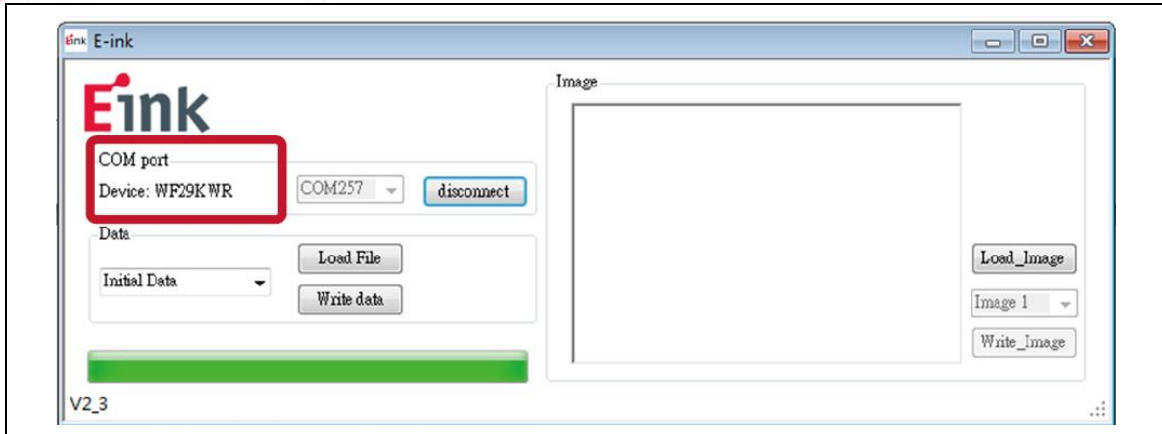 Eink E-ink
Eink
COM port
Device: WF29KWR
COM257
disconnect
Data
Initial Data
Load File
Write data
V2_3
Image
Load_Image
Image 1
Write_Image